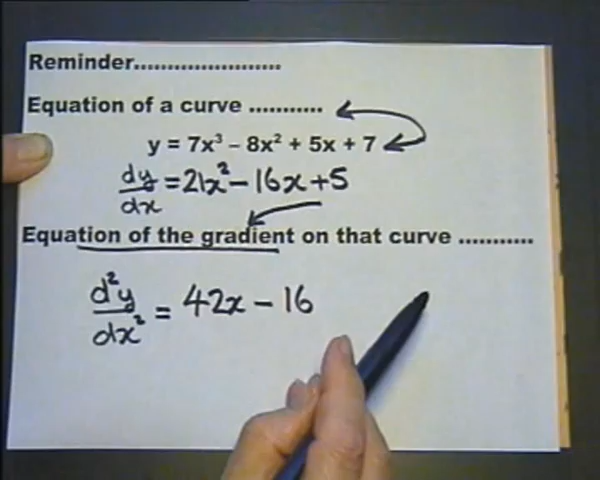 Reminder......................
Equation of a curve ...........
y = 7x³ – 8x² + 5x + 7
dy/dx = 21x² – 16x + 5
Equation of the gradient on that curve ...........
d²y/dx² = 42x – 16